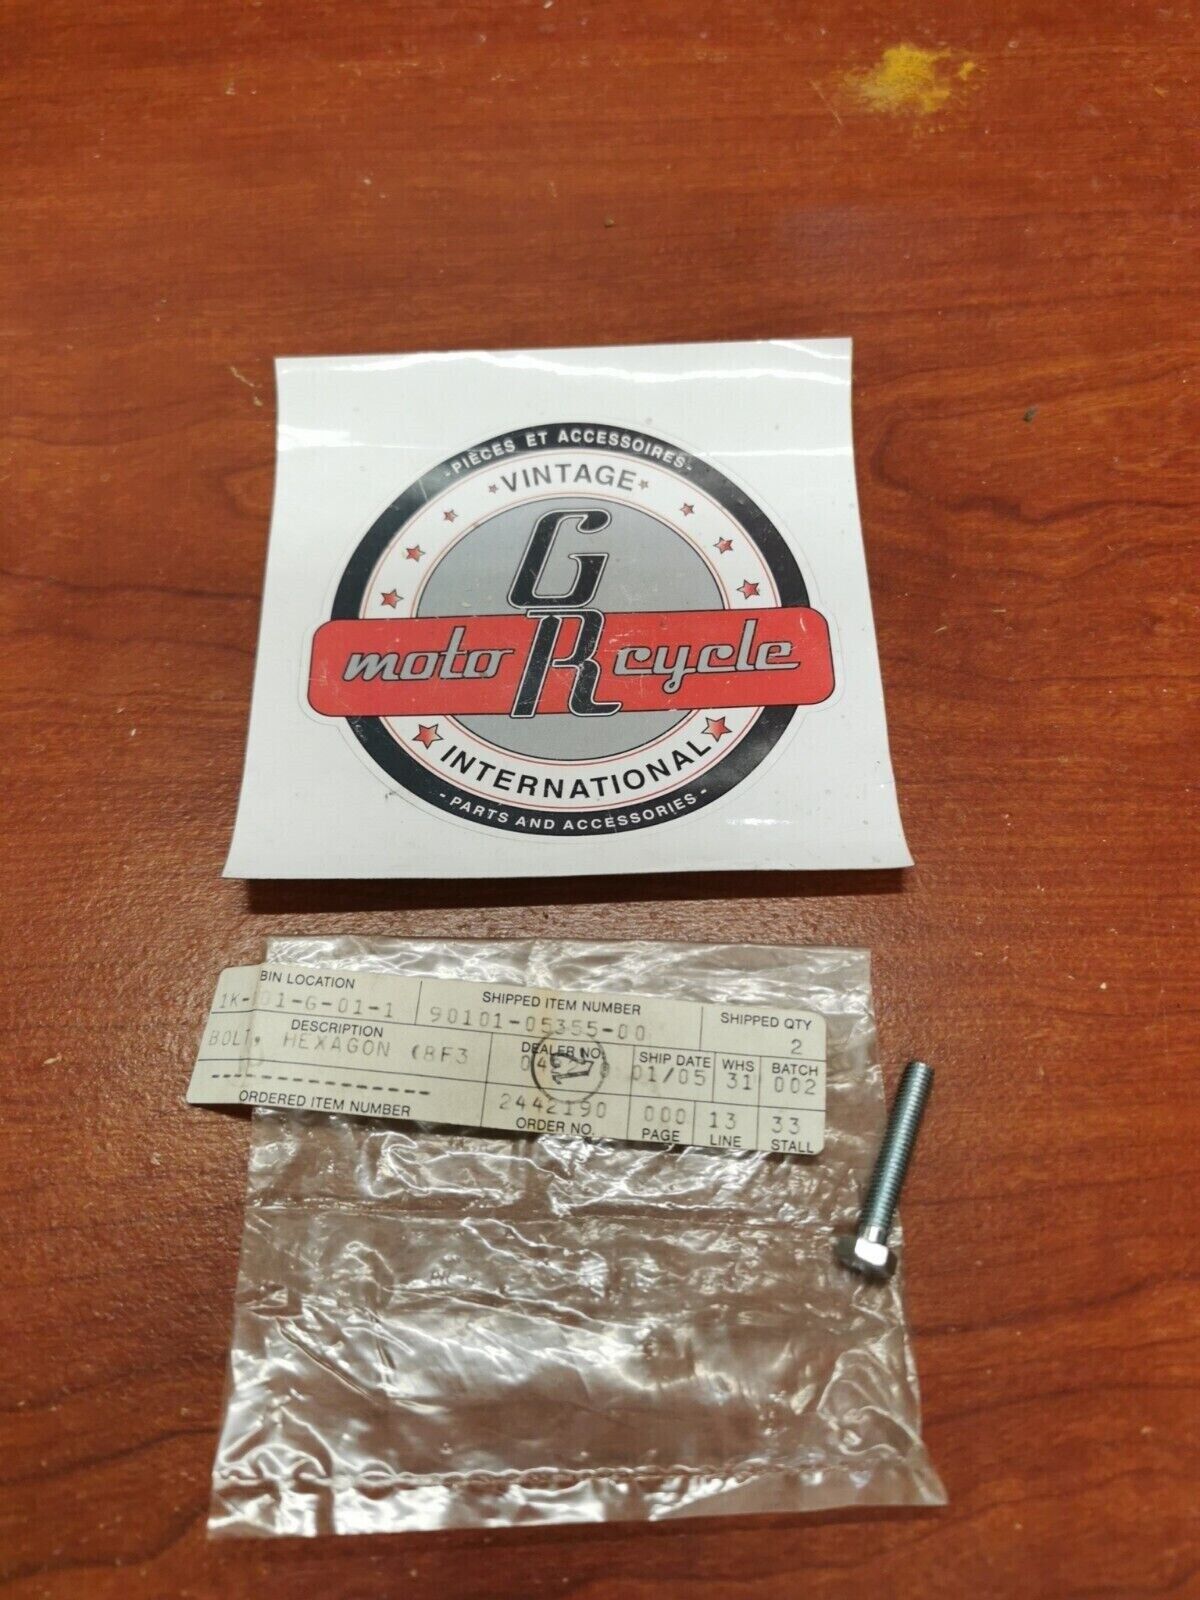 -PIÈCES ET ACCESSOIRES-
VINTAGE
GR
moto cycle
INTERNATIONAL
-PARTS AND ACCESSORIES-
BIN LOCATION SHIPPED ITEM NUMBER SHIPPED QTY
G-01-1 90101-05355-00 2
DESCRIPTION DEALER NO. SHIP DATE WHS BATCH
BOLT, HEXAGON (8F3 01/05 31 002
ORDERED ITEM NUMBER 2442190 000 13 33
ORDER NO. PAGE LINE STALL